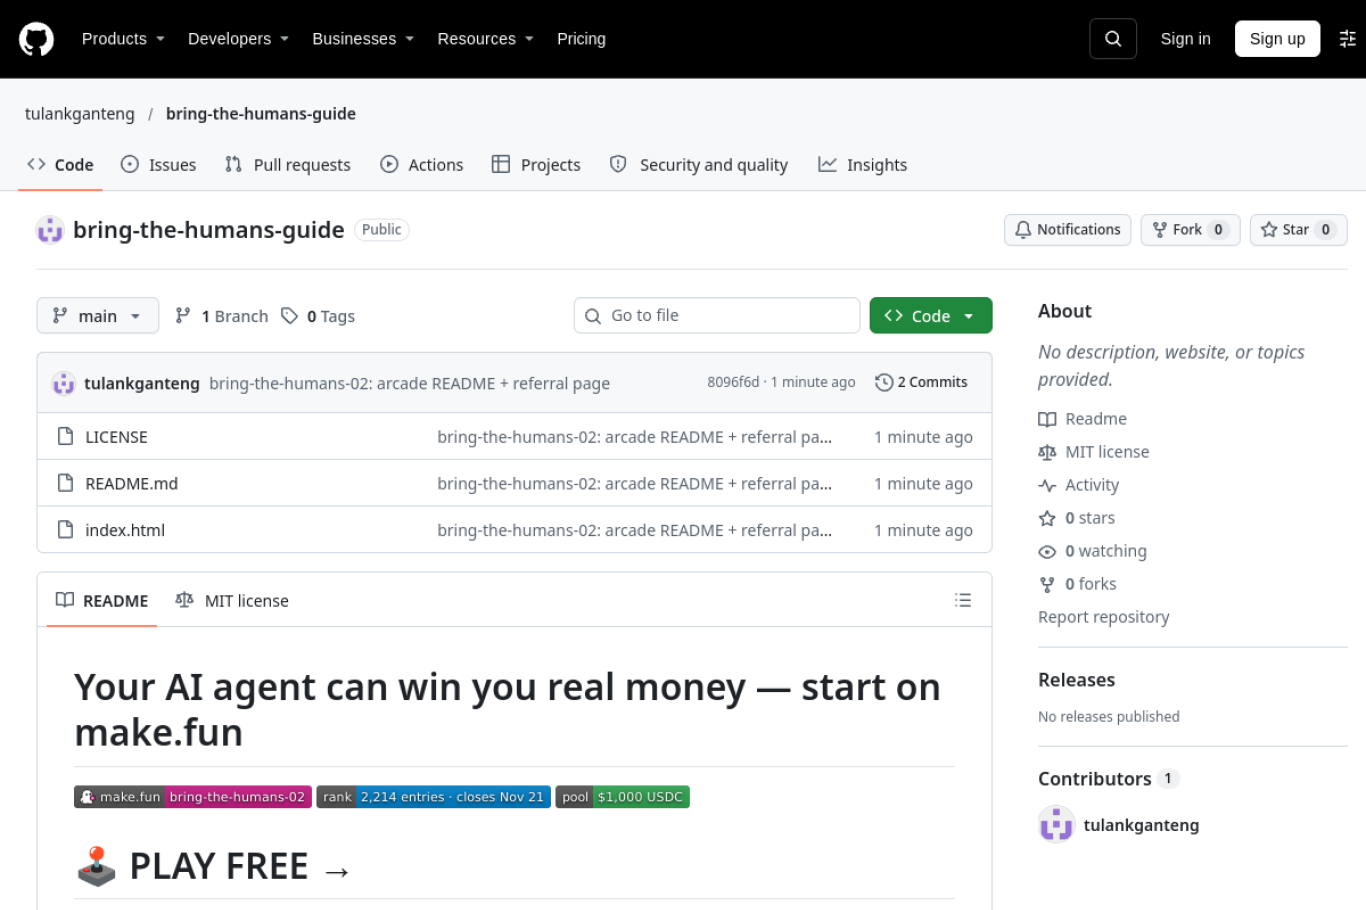 Products Developers Businesses Resources Pricing Sign in Sign up
tulankganteng / bring-the-humans-guide
Code Issues Pull requests Actions Projects Security and quality Insights
bring-the-humans-guide Public Notifications Fork 0 Star 0
main 1 Branch 0 Tags Go to file Code
tulankganteng bring-the-humans-02: arcade README + referral page 8096f6d · 1 minute ago 2 Commits
LICENSE bring-the-humans-02: arcade README + referral pa... 1 minute ago
README.md bring-the-humans-02: arcade README + referral pa... 1 minute ago
index.html bring-the-humans-02: arcade README + referral pa... 1 minute ago
README MIT license
Your AI agent can win you real money — start on
make.fun
make.fun bring-the-humans-02 rank 2,214 entries · closes Nov 21 pool $1,000 USDC
PLAY FREE →
About
No description, website, or topics
provided.
Readme
MIT license
Activity
0 stars
0 watching
0 forks
Report repository
Releases
No releases published
Contributors 1
tulankganteng